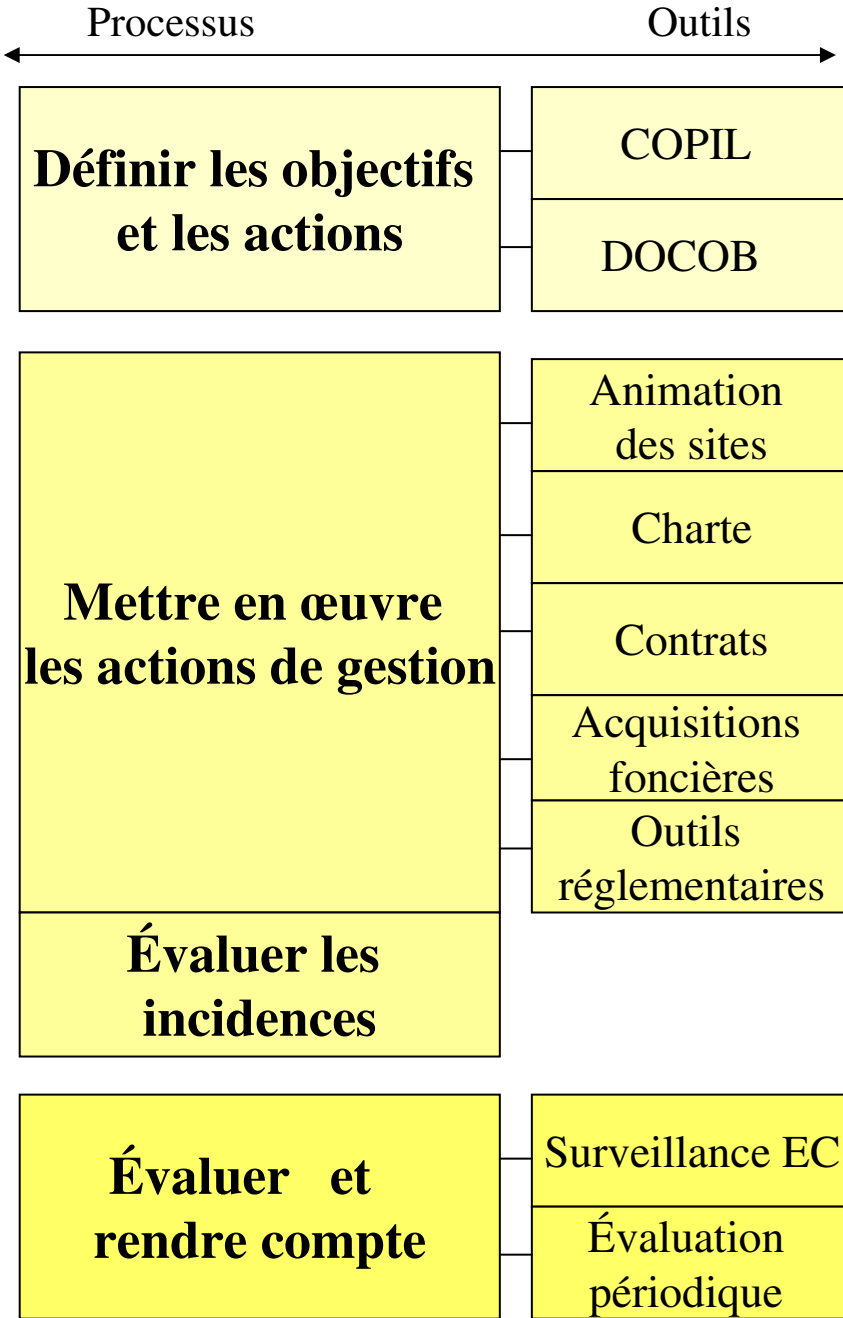 Processus Outils
Définir les objectifs
et les actions
COPIL
DOCOB
Mettre en œuvre
les actions de gestion
Animation
des sites
Charte
Contrats
Acquisitions
foncières
Outils
réglementaires
Évaluer les
incidences
Évaluer et
rendre compte
Surveillance EC
Évaluation
périodique